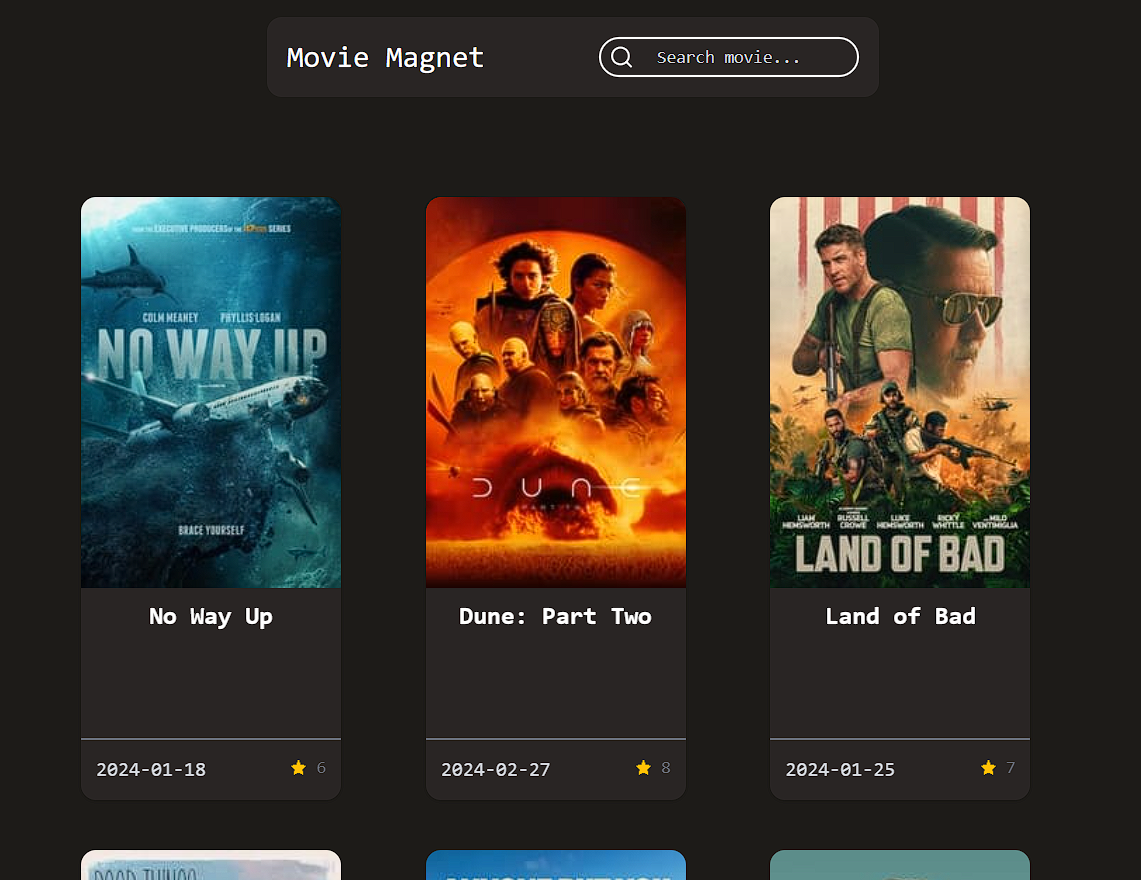 Movie Magnet
Search movie...
FROM THE EXECUTIVE PRODUCERS OF THE 47 METERS SERIES
COLM MEANEY PHYLLIS LOGAN
NO WAY UP
BRACE YOURSELF
No Way Up
2024-01-18
6
DUNE
PART TWO
Dune: Part Two
2024-02-27
8
LIAM HEMSWORTH
RUSSELL CROWE
LUKE HEMSWORTH
RICKY WHITTLE
MILO VENTIMIGLIA
LAND OF BAD
Land of Bad
2024-01-25
7